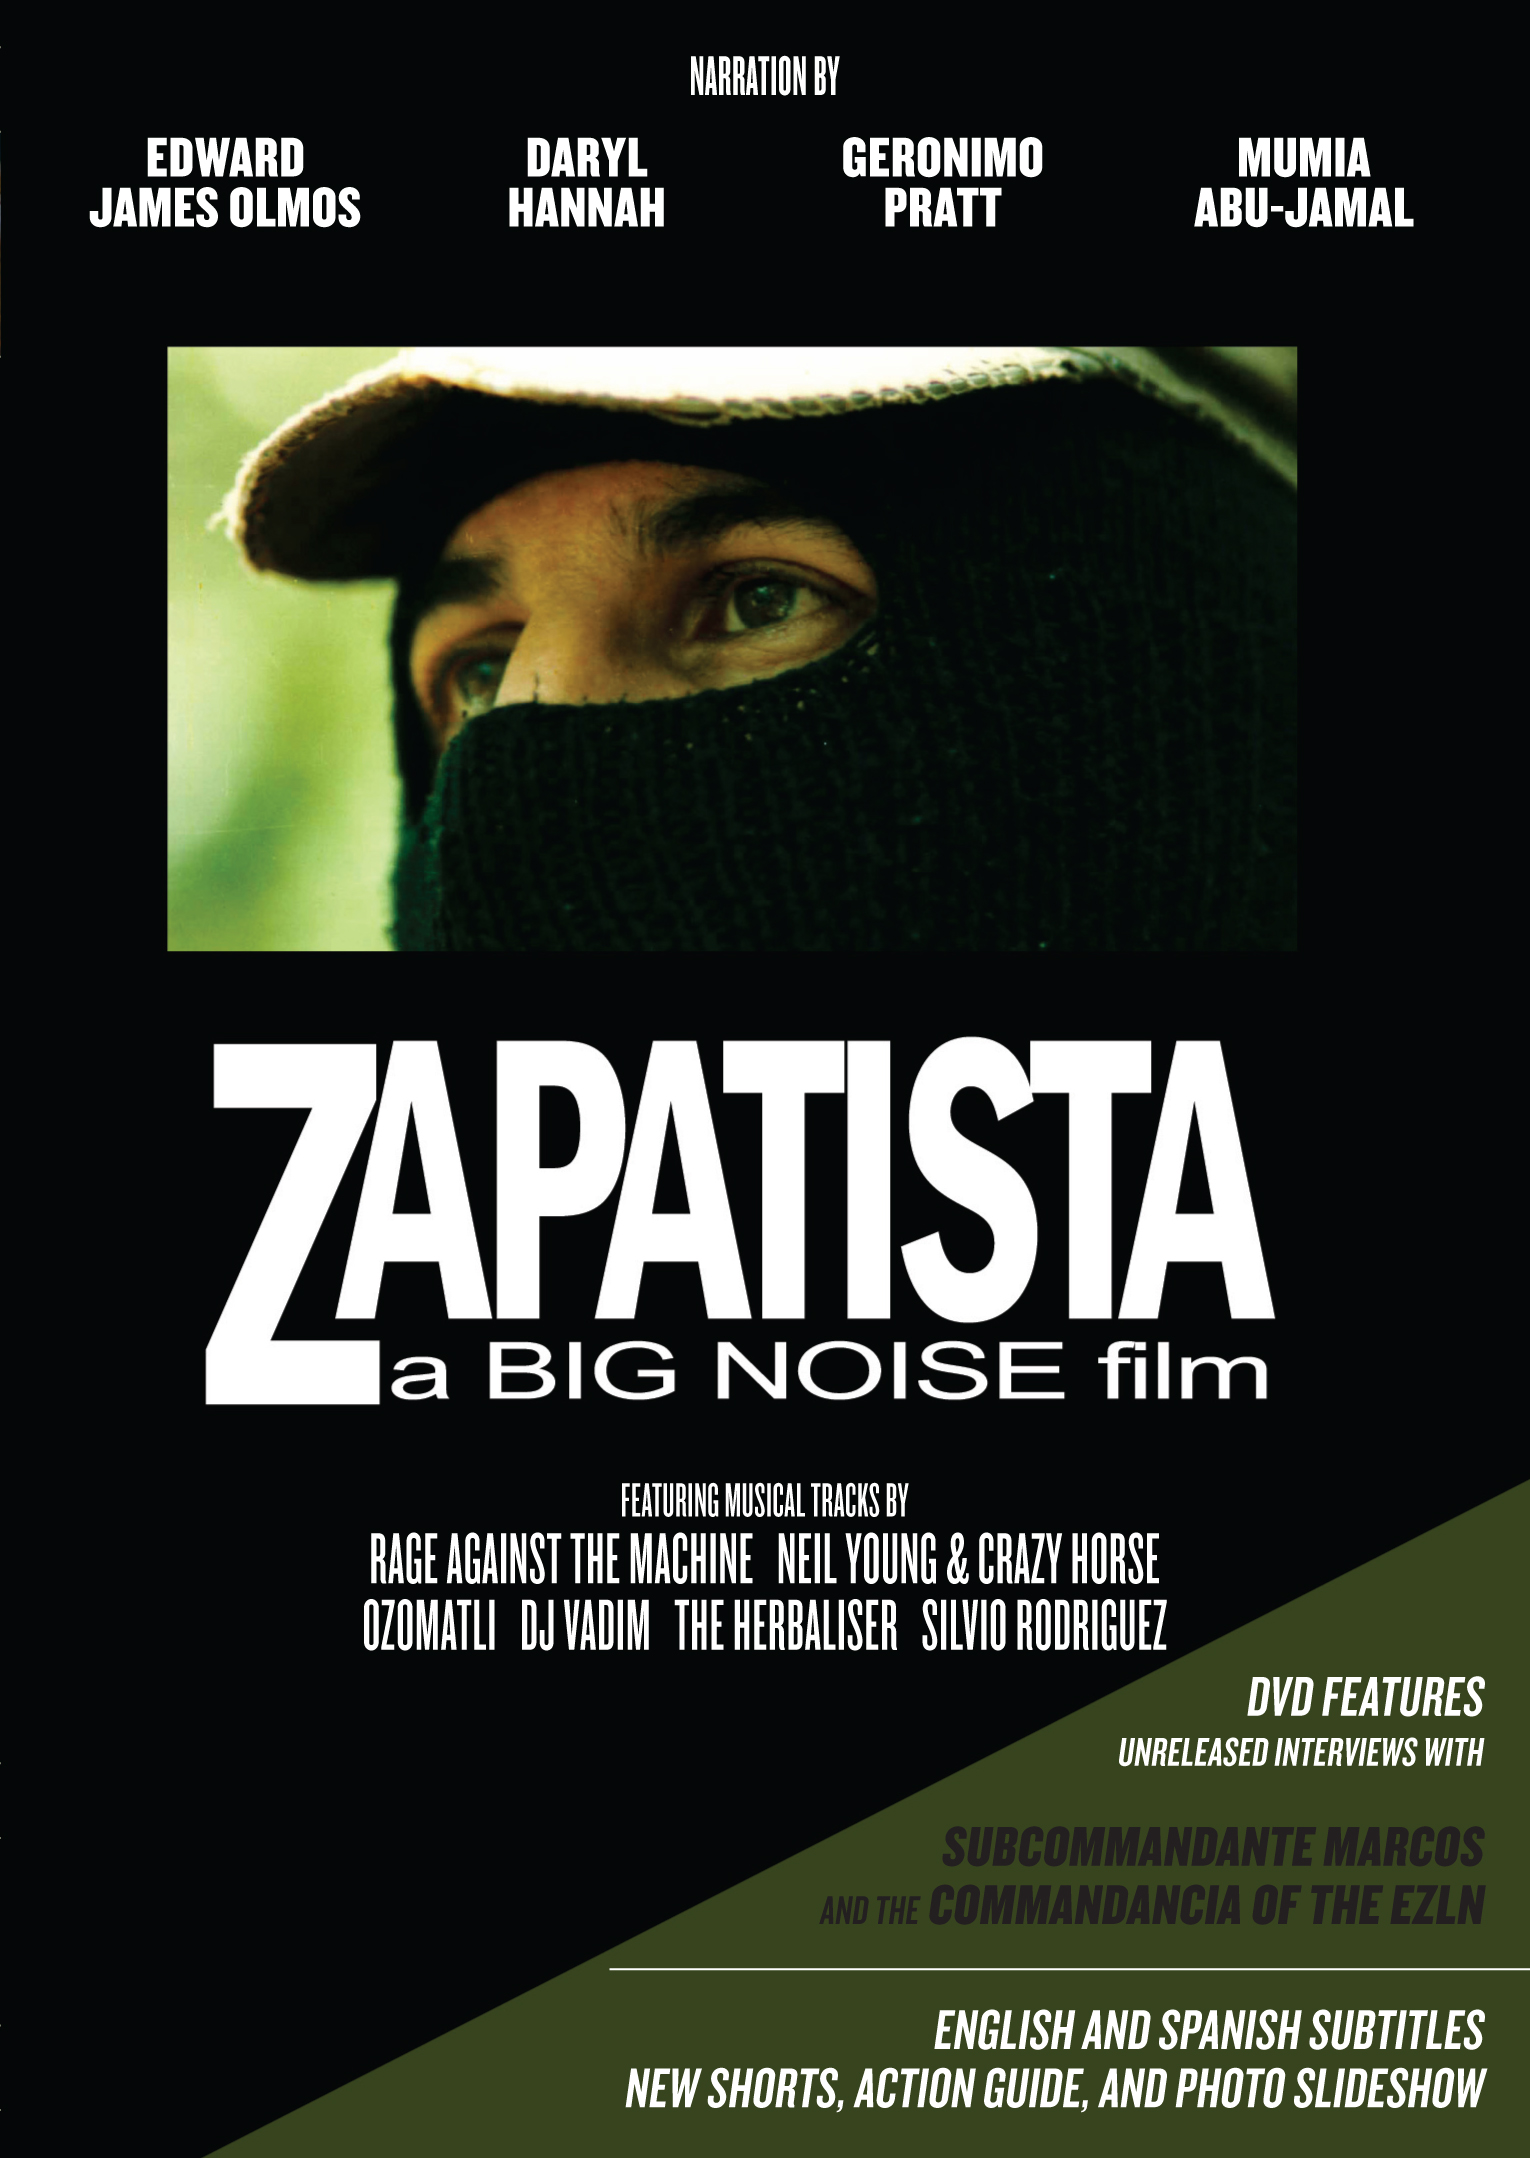 NARRATION BY
EDWARD
JAMES OLMOS
DARYL
HANNAH
GERONIMO
PRATT
MUMIA
ABU-JAMAL
ZAPATISTA
a BIG NOISE film
FEATURING MUSICAL TRACKS BY
RAGE AGAINST THE MACHINE NEIL YOUNG & CRAZY HORSE
OZOMATLI DJ VADIM THE HERBALISER SILVIO RODRIGUEZ
DVD FEATURES
UNRELEASED INTERVIEWS WITH
SUBCOMMANDANTE MARCOS
AND THE COMMANDANCIA OF THE EZLN
ENGLISH AND SPANISH SUBTITLES
NEW SHORTS, ACTION GUIDE, AND PHOTO SLIDESHOW